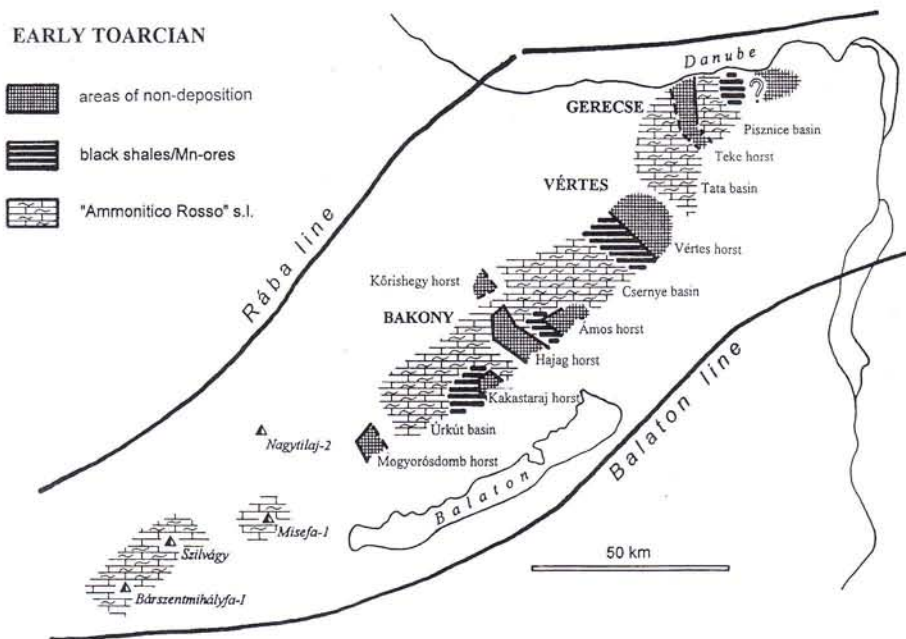 EARLY TOARCIAN
areas of non-deposition
black shales/Mn-ores
"Ammonitico Rosso" s.l.
Danube
GERECSE
?
Pisznice basin
Teke horst
VÉRTES
Tata basin
Rába line
Vértes horst
Kőrishegy horst
Csernye basin
BAKONY
Ámos horst
Hajag horst
Kakastaraj horst
Balaton line
Úrkút basin
Nagytilaj-2
Mogyorósdomb horst
Balaton
Misefa-1
Szilvágy
50 km
Bárszentmihályfa-I